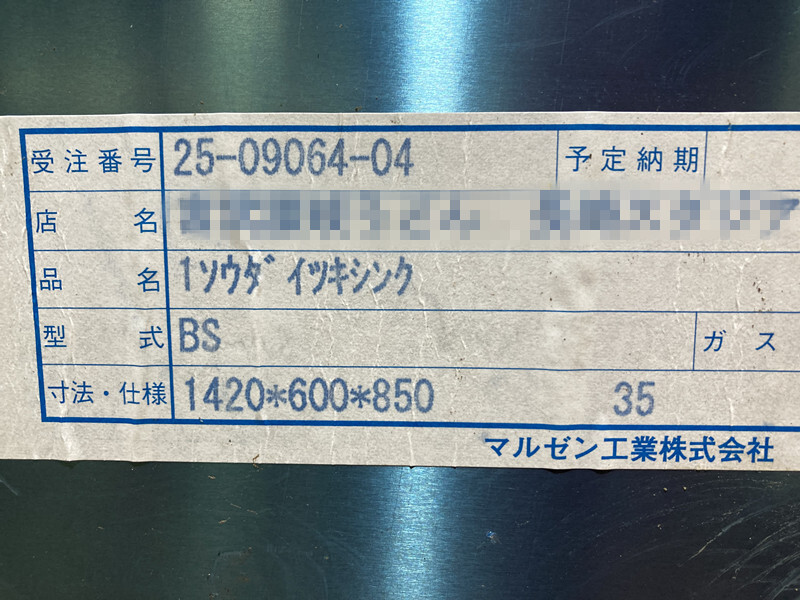 受注番号 25-09064-04 予定納期
店名
品名 1ソウダイツキシンク
型式 BS ガス
寸法・仕様 1420*600*850 35
マルゼン工業株式会社